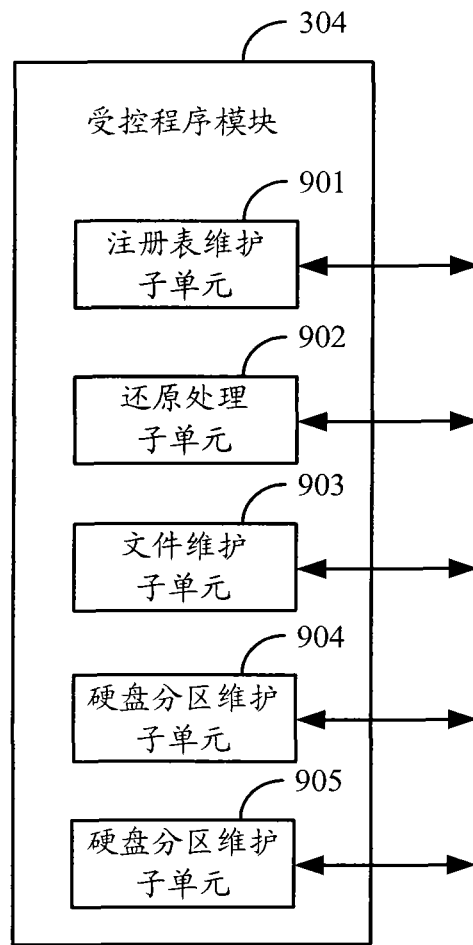 304
受控程序模块
901
注册表维护
子单元
902
还原处理
子单元
903
文件维护
子单元
904
硬盘分区维护
子单元
905
硬盘分区维护
子单元